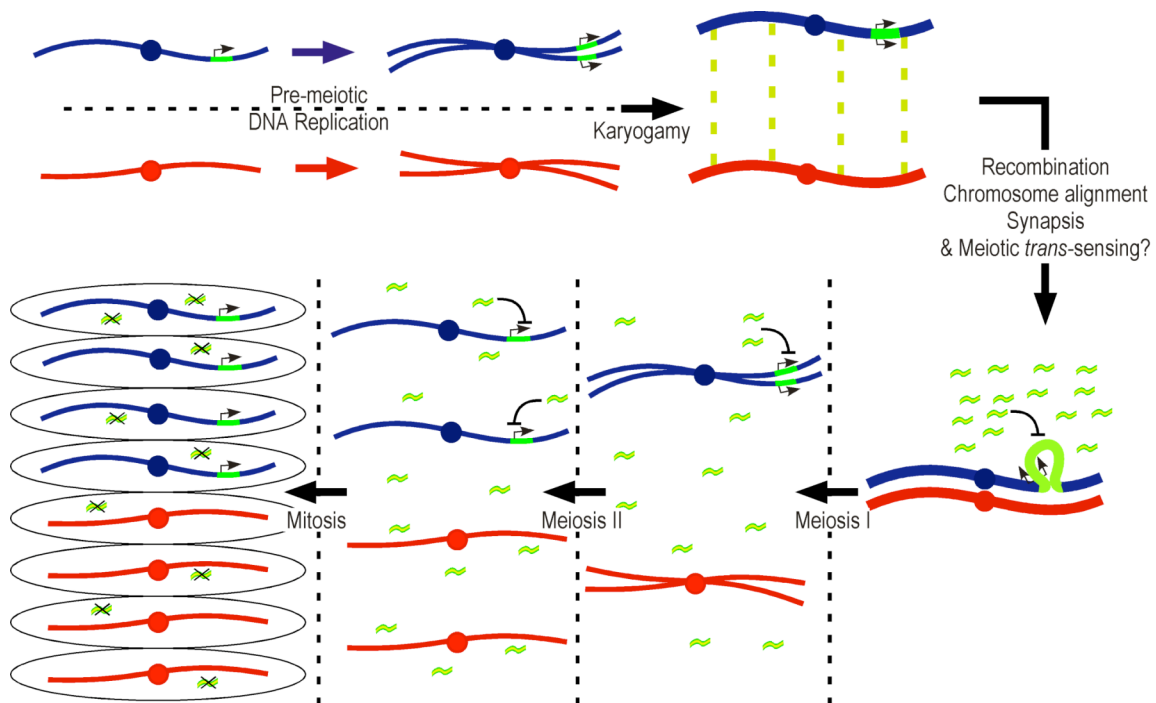 Pre-meiotic
DNA Replication
Karyogamy
Recombination
Chromosome alignment
Synapsis
& Meiotic trans-sensing?
Meiosis I
Meiosis II
Mitosis